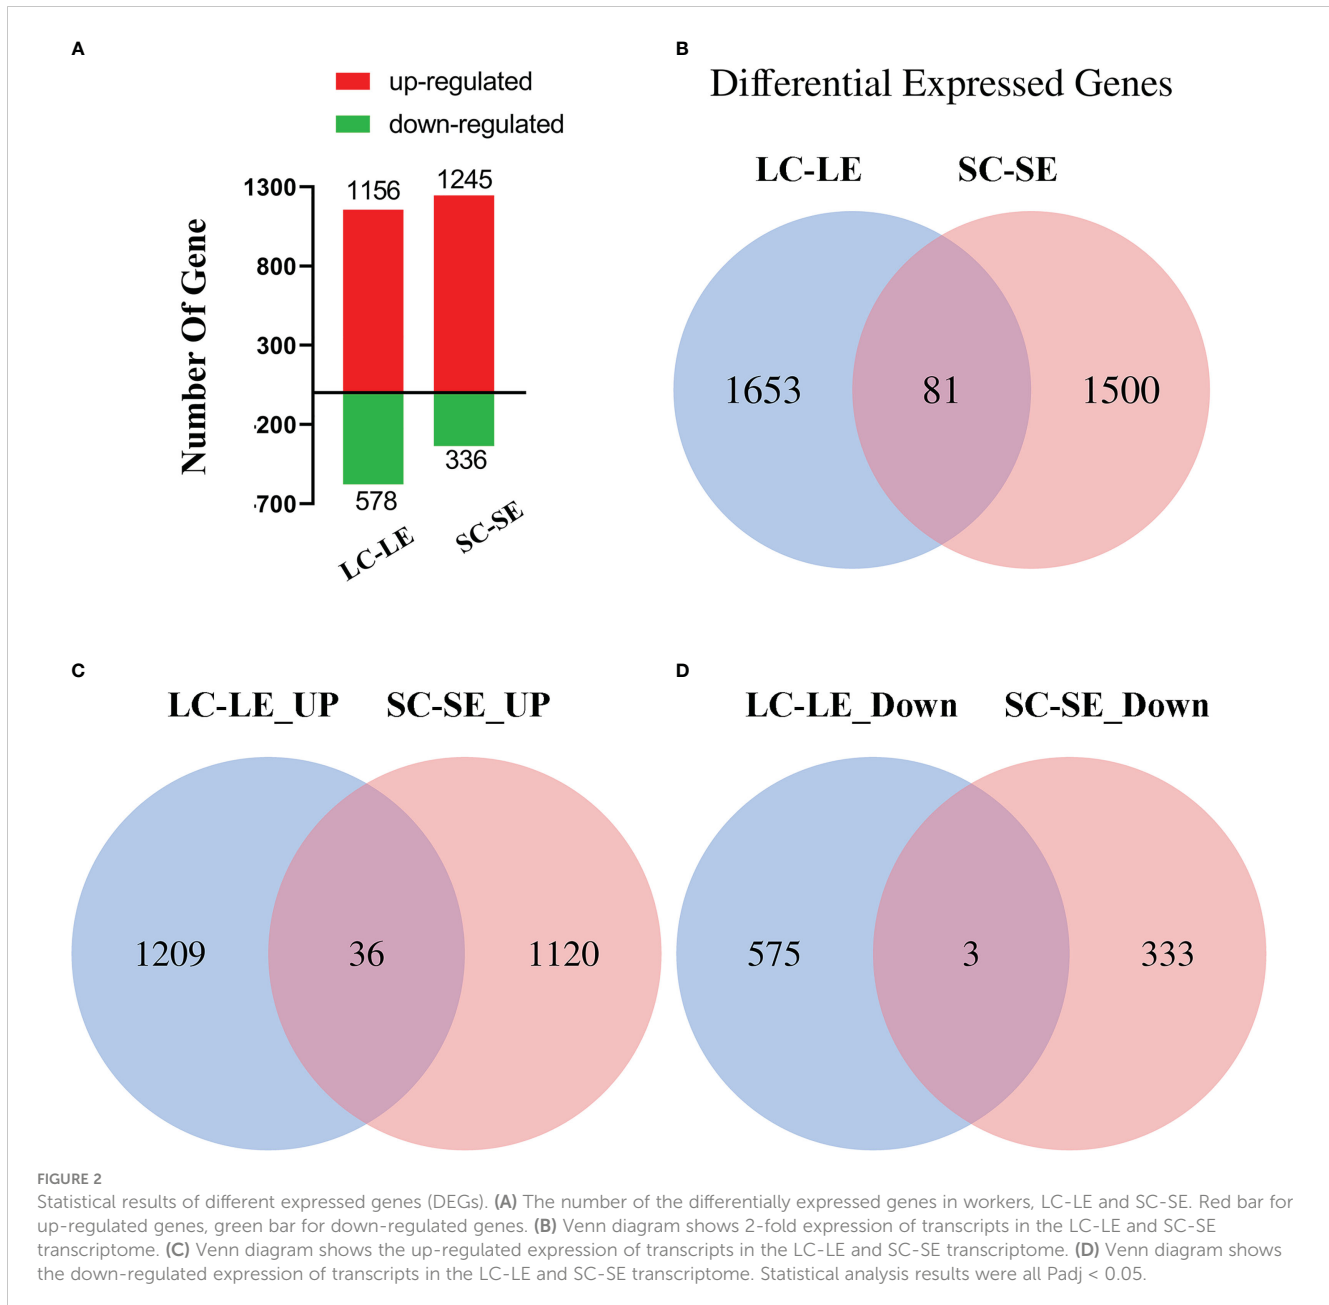 A
up-regulated
down-regulated
1300
800
300
-200
-700
Number Of Gene
1156
1245
578
336
LC-LE
SC-SE
B
Differential Expressed Genes
LC-LE SC-SE
1653 81 1500
C
LC-LE_UP SC-SE_UP
1209 36 1120
D
LC-LE_Down SC-SE_Down
575 3 333
FIGURE 2
Statistical results of different expressed genes (DEGs). (A) The number of the differentially expressed genes in workers, LC-LE and SC-SE. Red bar for
up-regulated genes, green bar for down-regulated genes. (B) Venn diagram shows 2-fold expression of transcripts in the LC-LE and SC-SE
transcriptome. (C) Venn diagram shows the up-regulated expression of transcripts in the LC-LE and SC-SE transcriptome. (D) Venn diagram shows
the down-regulated expression of transcripts in the LC-LE and SC-SE transcriptome. Statistical analysis results were all Padj < 0.05.